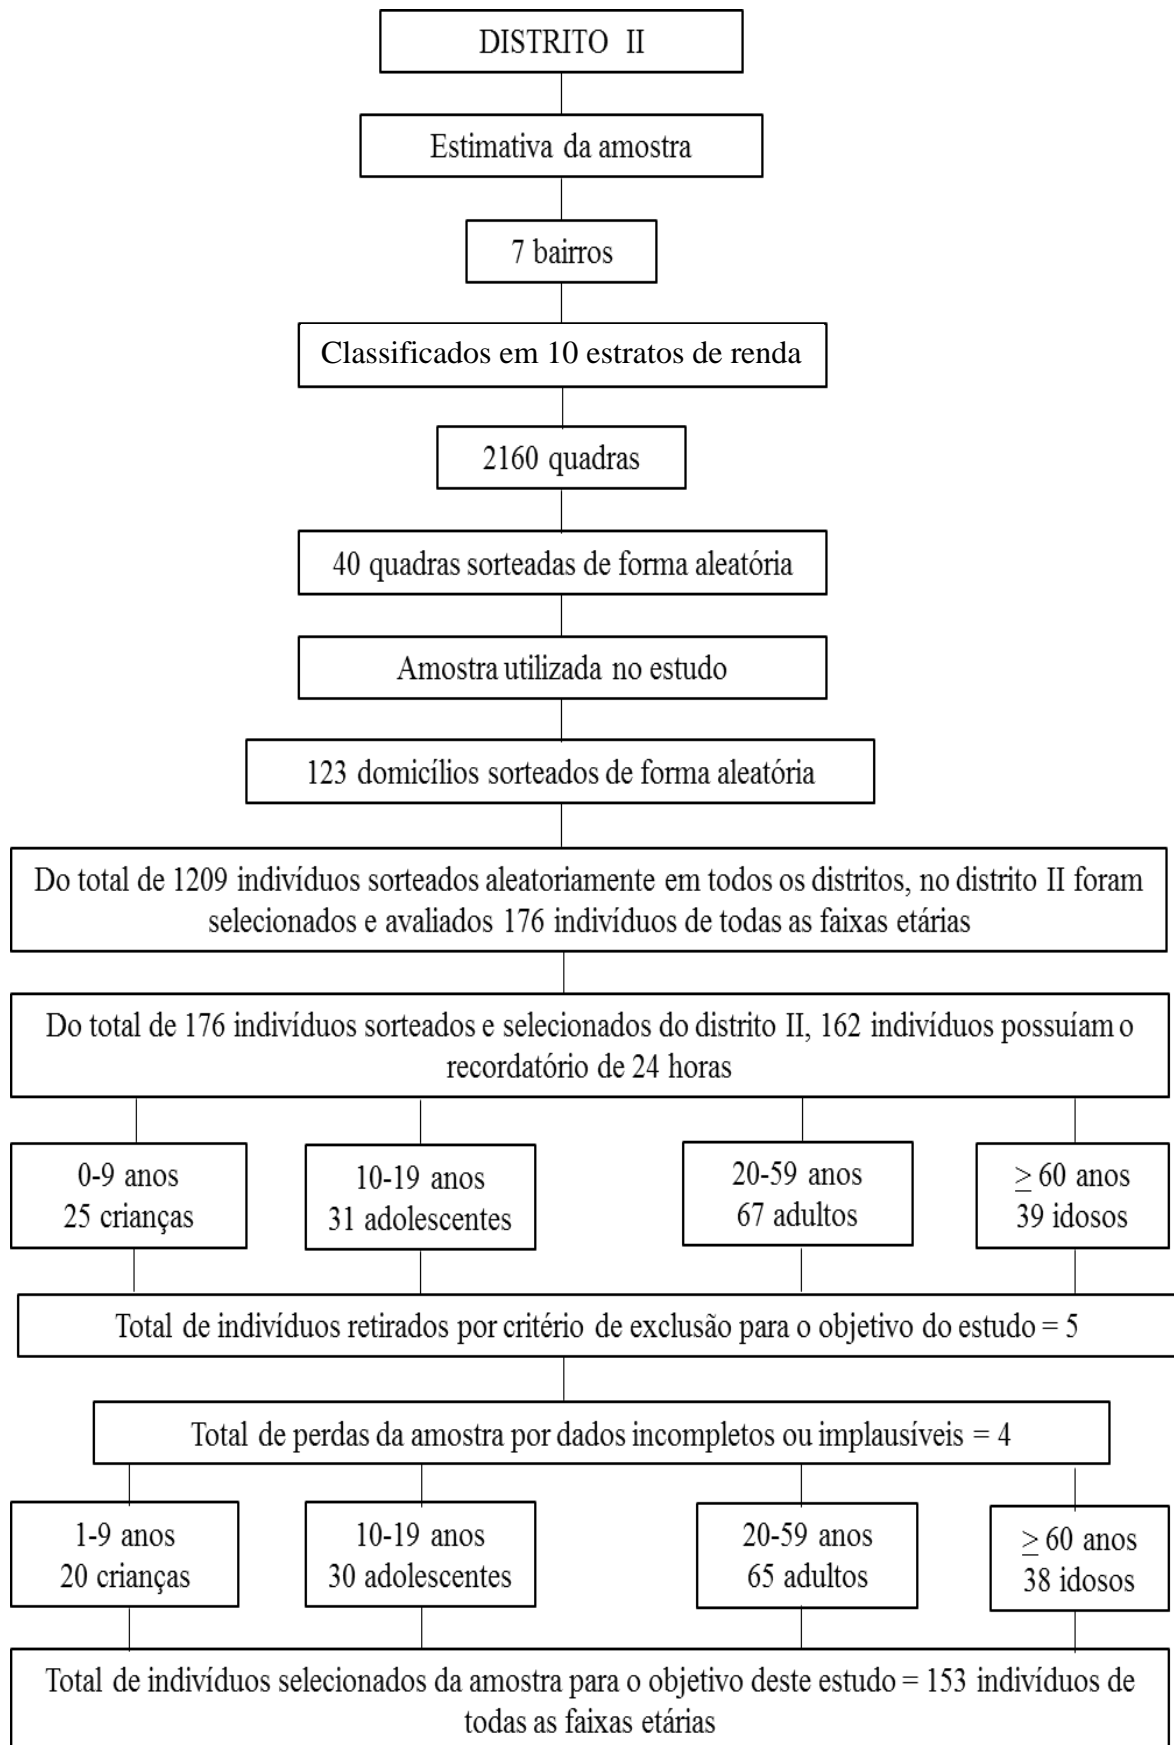 DISTRITO II
Estimativa da amostra
7 bairros
Classificados em 10 estratos de renda
2160 quadras
40 quadras sorteadas de forma aleatória
Amostra utilizada no estudo
123 domicílios sorteados de forma aleatória
Do total de 1209 indivíduos sorteados aleatoriamente em todos os distritos, no distrito II foram
selecionados e avaliados 176 indivíduos de todas as faixas etárias
Do total de 176 indivíduos sorteados e selecionados do distrito II, 162 indivíduos possuíam o
recordatório de 24 horas
0-9 anos
25 crianças
10-19 anos
31 adolescentes
20-59 anos
67 adultos
≥ 60 anos
39 idosos
Total de indivíduos retirados por critério de exclusão para o objetivo do estudo = 5
Total de perdas da amostra por dados incompletos ou implausíveis = 4
1-9 anos
20 crianças
10-19 anos
30 adolescentes
20-59 anos
65 adultos
≥ 60 anos
38 idosos
Total de indivíduos selecionados da amostra para o objetivo deste estudo = 153 indivíduos de
todas as faixas etárias